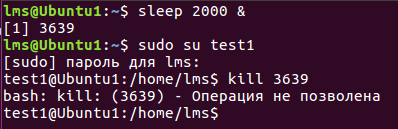 lms@Ubuntu1:~$ sleep 2000 &
[1] 3639
lms@Ubuntu1:~$ sudo su test1
[sudo] пароль для lms:
test1@Ubuntu1:/home/lms$ kill 3639
bash: kill: (3639) - Операция не позволена
test1@Ubuntu1:/home/lms$